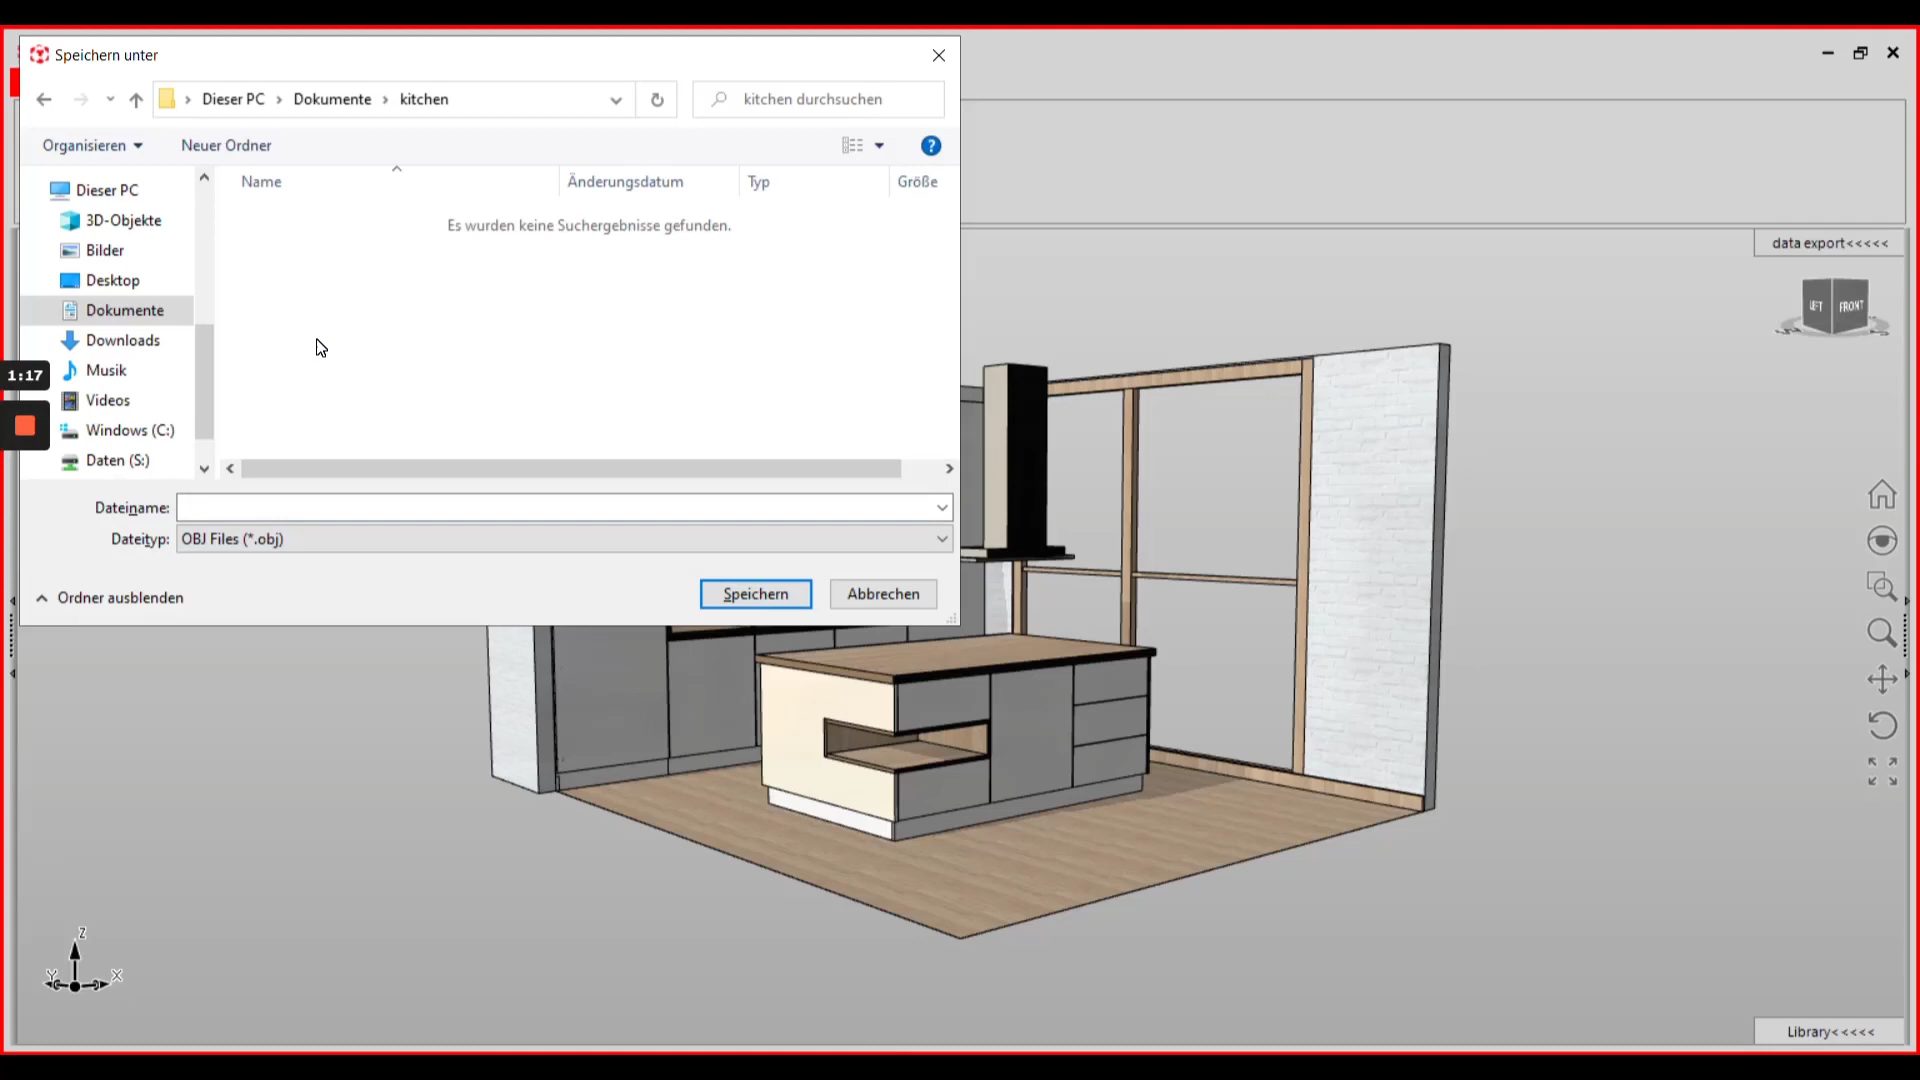 Speichern unter
Dieser PC > Dokumente > kitchen
kitchen durchsuchen
Organisieren
Neuer Ordner
?
Name
Änderungsdatum
Typ
Größe
Es wurden keine Suchergebnisse gefunden.
Dieser PC
3D-Objekte
Bilder
Desktop
Dokumente
Downloads
Musik
Videos
Windows (C:)
Daten (S:)
1:17
Dateiname:
Dateityp:
OBJ Files (*.obj)
Ordner ausblenden
Speichern
Abbrechen
data export<<<<<
LEFT
FRONT
Z
Y
X
Library<<<<<